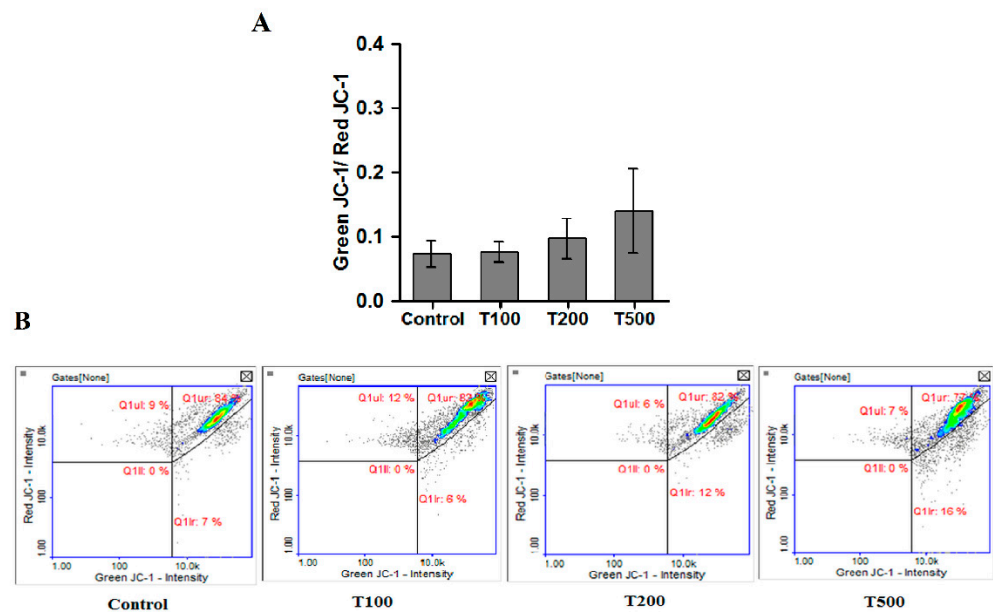 A
Green JC-1/ Red JC-1
0.4
0.3
0.2
0.1
0.0
Control T100 T200 T500
B
Gates[None]
Q1ul: 9 %
Q1ll: 0 %
Q1lr: 7 %
Red JC-1 - Intensity
10.0k
100
1.00
1.00 100 10.0k
Green JC-1 - Intensity
Control
Gates[None]
Q1ul: 12 %
Q1ll: 0 %
Q1lr: 6 %
Red JC-1 - Intensity
10.0k
100
1.00
1.00 100 10.0k
Green JC-1 - Intensity
T100
Gates[None]
Q1ul: 6 %
Q1ur: 82 %
Q1ll: 0 %
Q1lr: 12 %
Red JC-1 - Intensity
10.0k
100
1.00
1.00 100 10.0k
Green JC-1 - Intensity
T200
Gates[None]
Q1ul: 7 %
Q1ll: 0 %
Q1lr: 16 %
Red JC-1 - Intensity
10.0k
100
1.00
1.00 100 10.0k
Green JC-1 - Intensity
T500